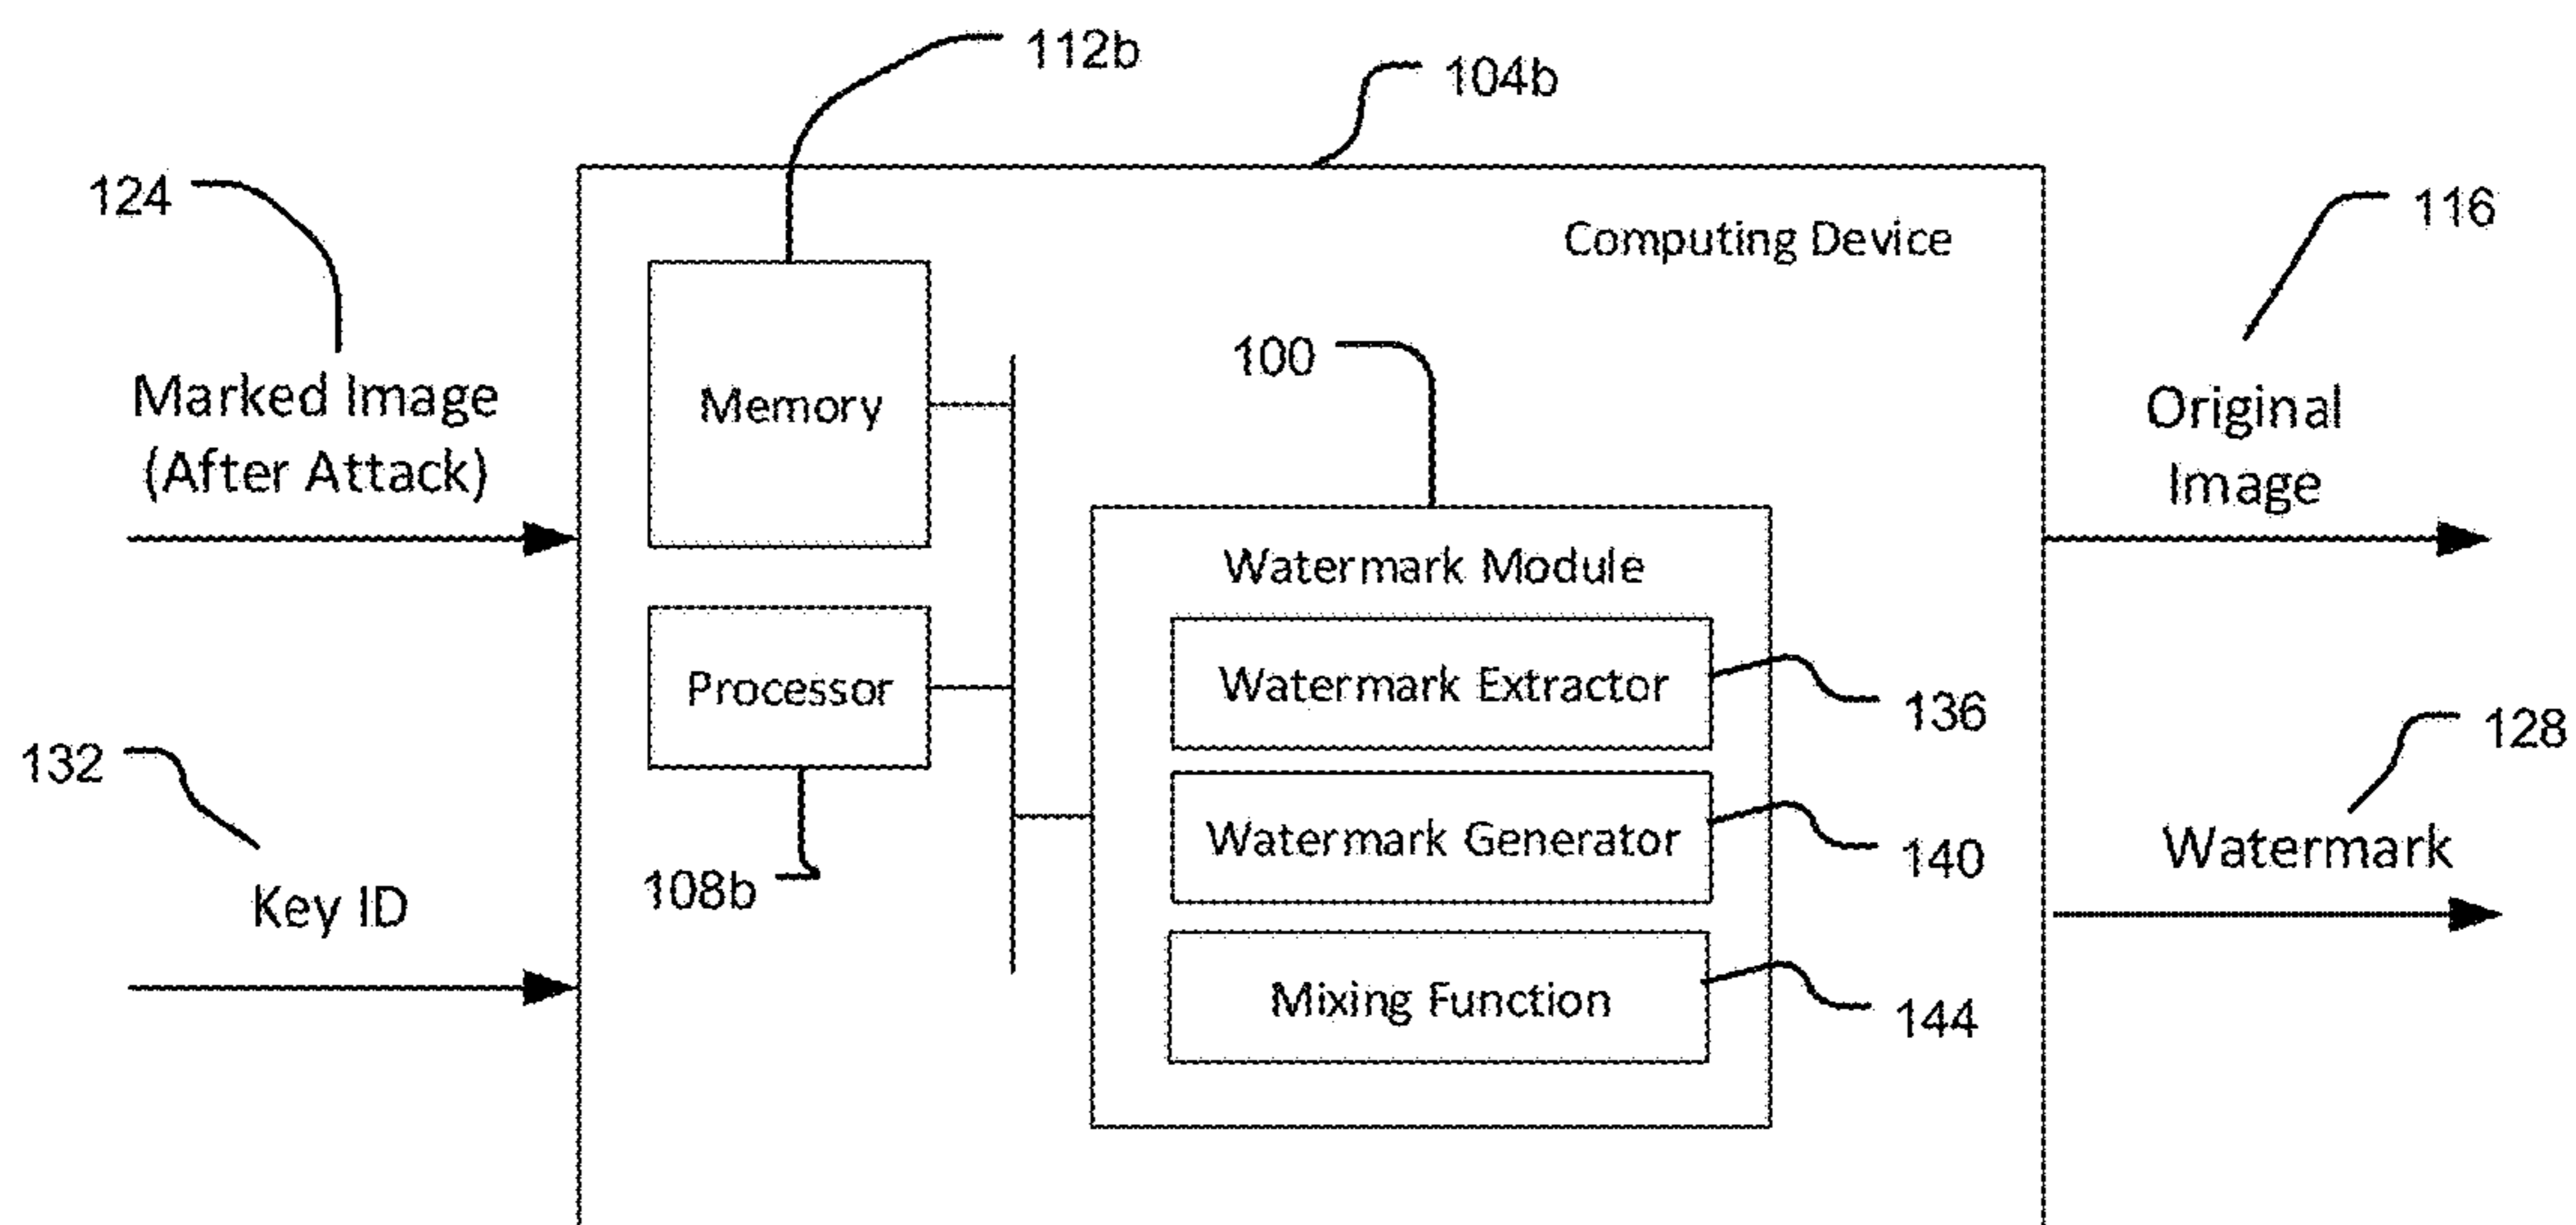 112b
104b
124
116
Computing Device
100
Marked Image
(After Attack)
Memory
Original
Image
Watermark Module
Watermark Extractor
136
Processor
132
128
Watermark Generator
140
108b
Key ID
Watermark
Mixing Function
144